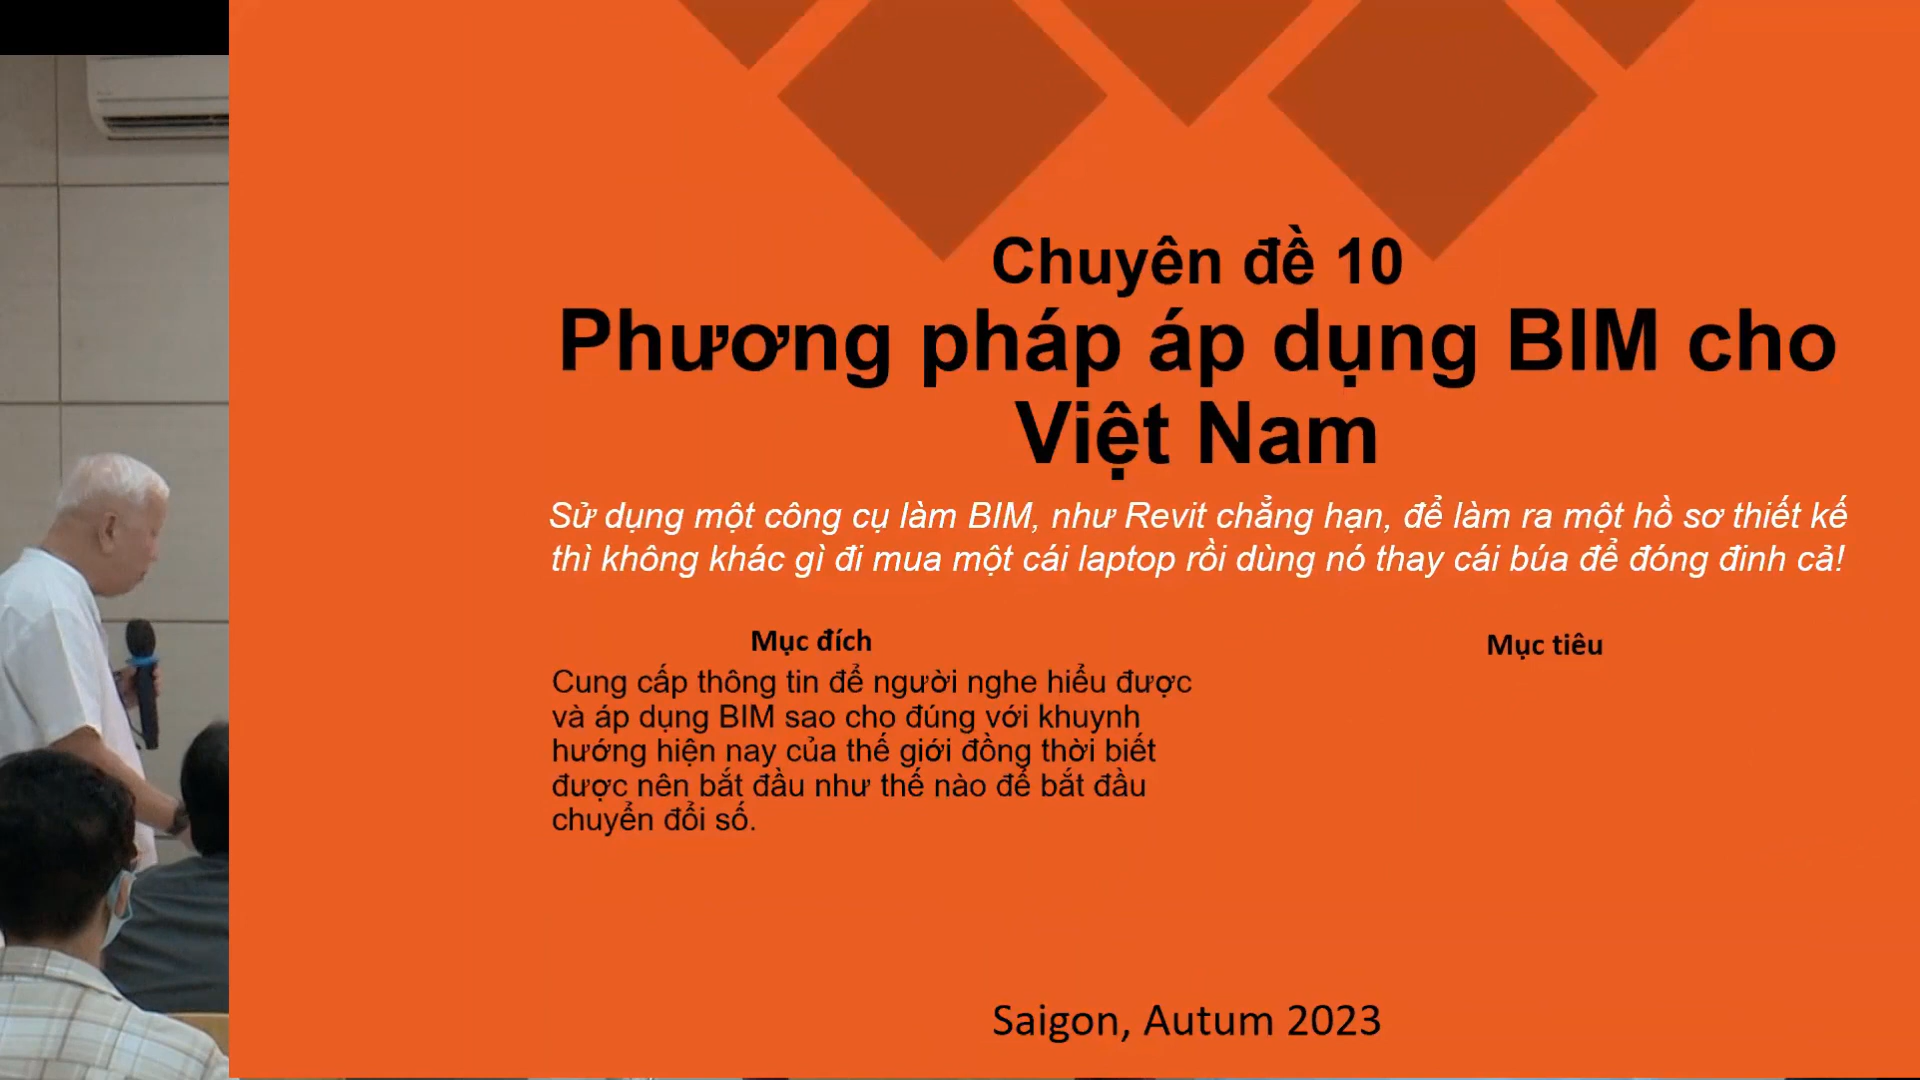 Chuyên đề 10
Phương pháp áp dụng BIM cho
Việt Nam
Sử dụng một công cụ làm BIM, như Revit chẳng hạn, để làm ra một hồ sơ thiết kế
thì không khác gì đi mua một cái laptop rồi dùng nó thay cái búa để đóng đinh cả!
Mục đích
Cung cấp thông tin để người nghe hiểu được
và áp dụng BIM sao cho đúng với khuynh
hướng hiện nay của thế giới đồng thời biết
được nên bắt đầu như thế nào để bắt đầu
chuyển đổi số.
Mục tiêu
Saigon, Autum 2023